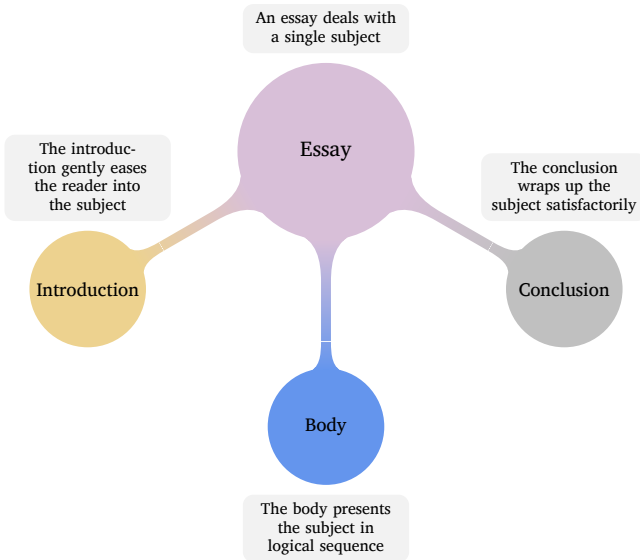 An essay deals with
a single subject
Essay
The introduc-
tion gently eases
the reader into
the subject
The conclusion
wraps up the
subject satisfactorily
Introduction
Conclusion
Body
The body presents
the subject in
logical sequence